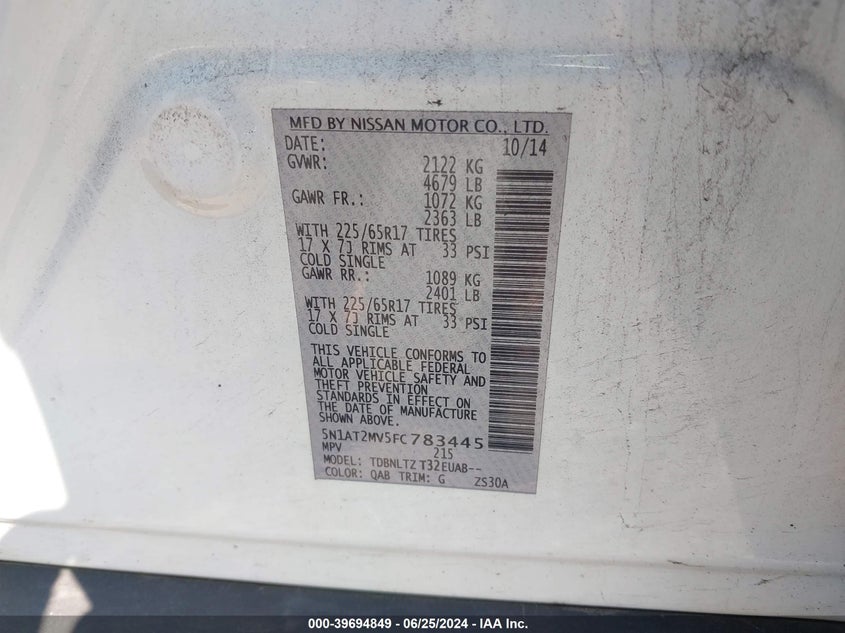 MFD BY NISSAN MOTOR CO., LTD.
DATE: 10/14
GVWR: 2122 KG
4679 LB
GAWR FR.: 1072 KG
2363 LB
WITH 225/65R17 TIRES
17 X 7J RIMS AT 33 PSI
COLD SINGLE
GAWR RR.: 1089 KG
2401 LB
WITH 225/65R17 TIRES
17 X 7J RIMS AT 33 PSI
COLD SINGLE
THIS VEHICLE CONFORMS TO
ALL APPLICABLE FEDERAL
MOTOR VEHICLE SAFETY AND
THEFT PREVENTION
STANDARDS IN EFFECT ON
THE DATE OF MANUFACTURE
SHOWN ABOVE.
5N1AT2MV5FC783445
MPV 215
MODEL: TDBNLTZ T32EUAB--
COLOR: QAB TRIM: G ZS30A
000-39694849 / 06/25/2024 - IAA Inc.